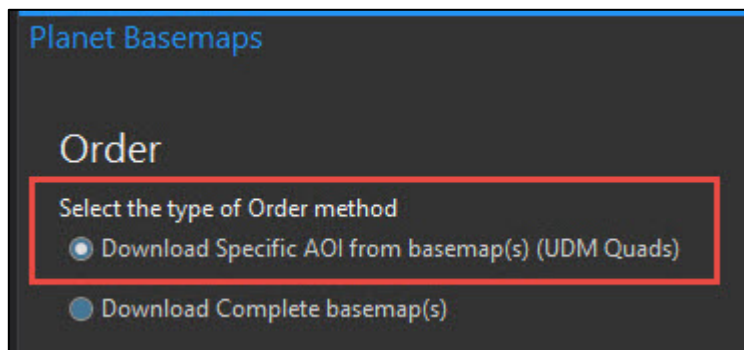 Planet Basemaps
Order
Select the type of Order method
Download Specific AOI from basemap(s) (UDM Quads)
Download Complete basemap(s)